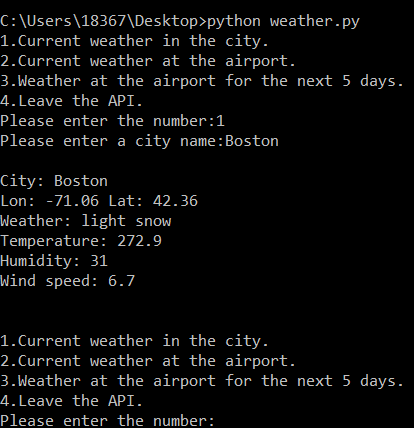 C:\Users\18367\Desktop>python weather.py
1.Current weather in the city.
2.Current weather at the airport.
3.Weather at the airport for the next 5 days.
4.Leave the API.
Please enter the number:1
Please enter a city name:Boston
City: Boston
Lon: -71.06 Lat: 42.36
Weather: light snow
Temperature: 272.9
Humidity: 31
Wind speed: 6.7
1.Current weather in the city.
2.Current weather at the airport.
3.Weather at the airport for the next 5 days.
4.Leave the API.
Please enter the number: